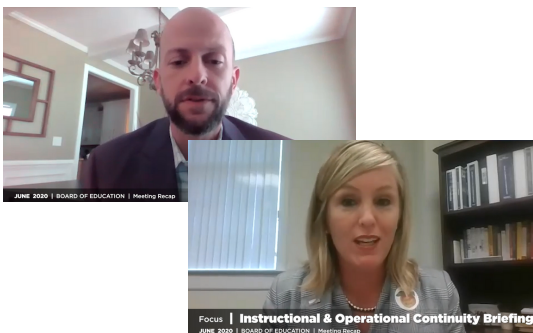 JUNE 2020 | BOARD OF EDUCATION | Meeting Recap
Focus | Instructional & Operational Continuity Briefing
JUNE 2020 | BOARD OF EDUCATION | Meeting Recap